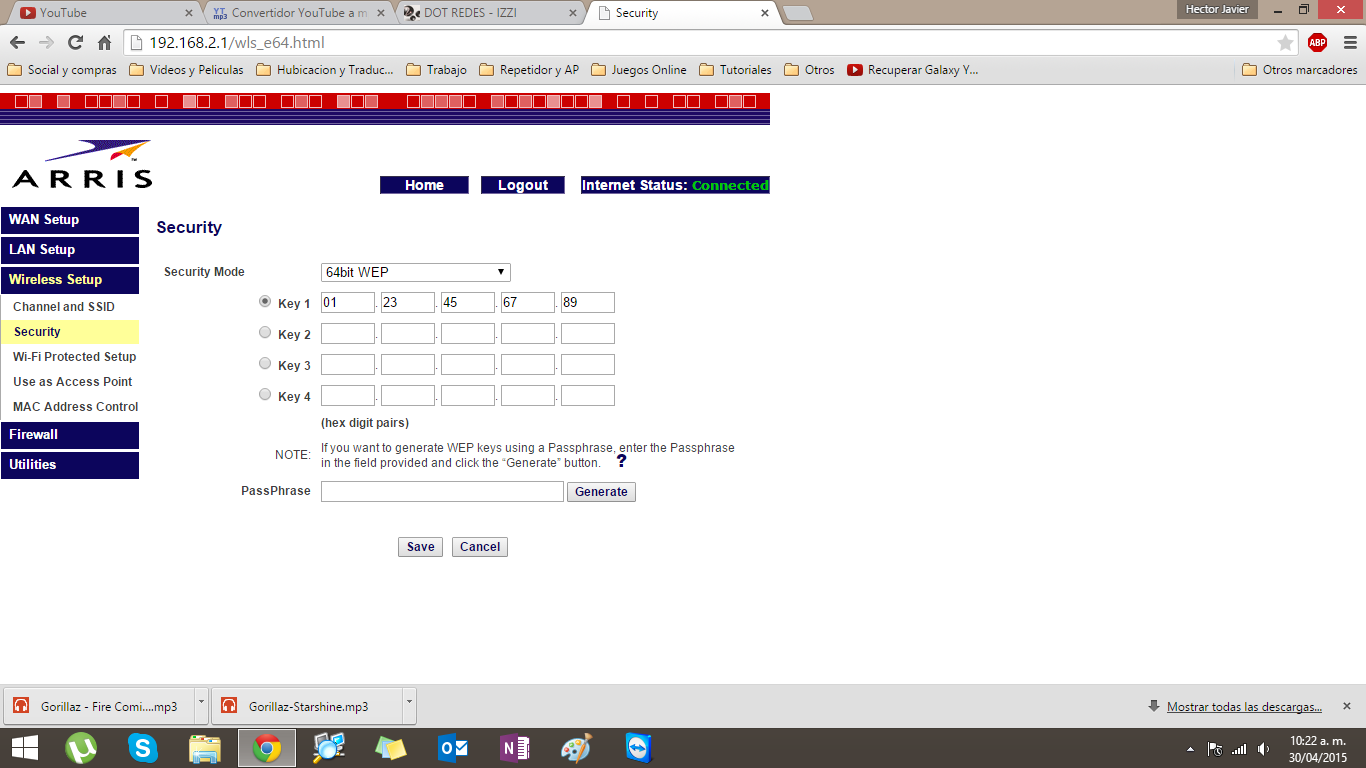 YouTube
Convertidor YouTube a m
DOT REDES - IZZI
Security
Hector Javier
192.168.2.1/wls_e64.html
ABP
Social y compras
Videos y Peliculas
Hubicacion y Traduc...
Trabajo
Repetidor y AP
Juegos Online
Tutoriales
Otros
Recuperar Galaxy Y...
Otros marcadores
ARRIS
Home
Logout
Internet Status: Connected
WAN Setup
LAN Setup
Wireless Setup
Channel and SSID
Security
Wi-Fi Protected Setup
Use as Access Point
MAC Address Control
Firewall
Utilities
Security
Security Mode
64bit WEP
Key 1
01 . 23 . 45 . 67 . 89
Key 2
Key 3
Key 4
(hex digit pairs)
NOTE:
If you want to generate WEP keys using a Passphrase, enter the Passphrase
in the field provided and click the “Generate” button.
?
PassPhrase
Generate
Save
Cancel
Gorillaz - Fire Comi....mp3
Gorillaz-Starshine.mp3
Mostrar todas las descargas...
10:22 a. m.
30/04/2015